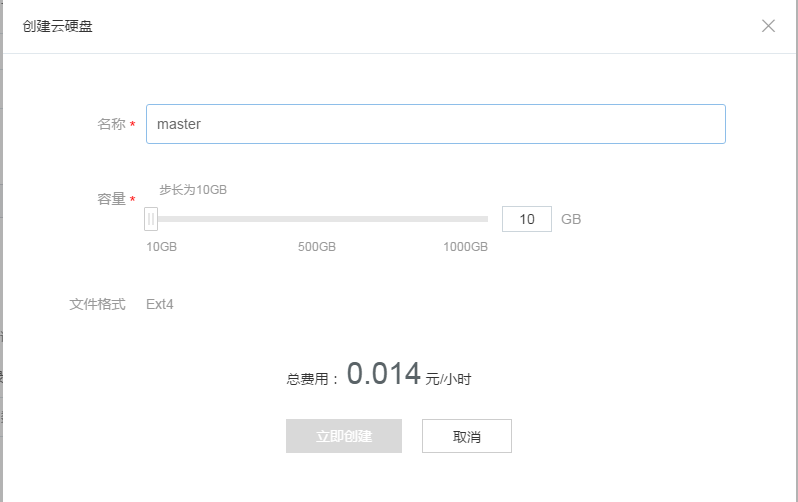 创建云硬盘
名称 * master
步长为10GB
容量 * 10 GB
10GB 500GB 1000GB
文件格式 Ext4
总费用： 0.014 元/小时
立即创建 取消